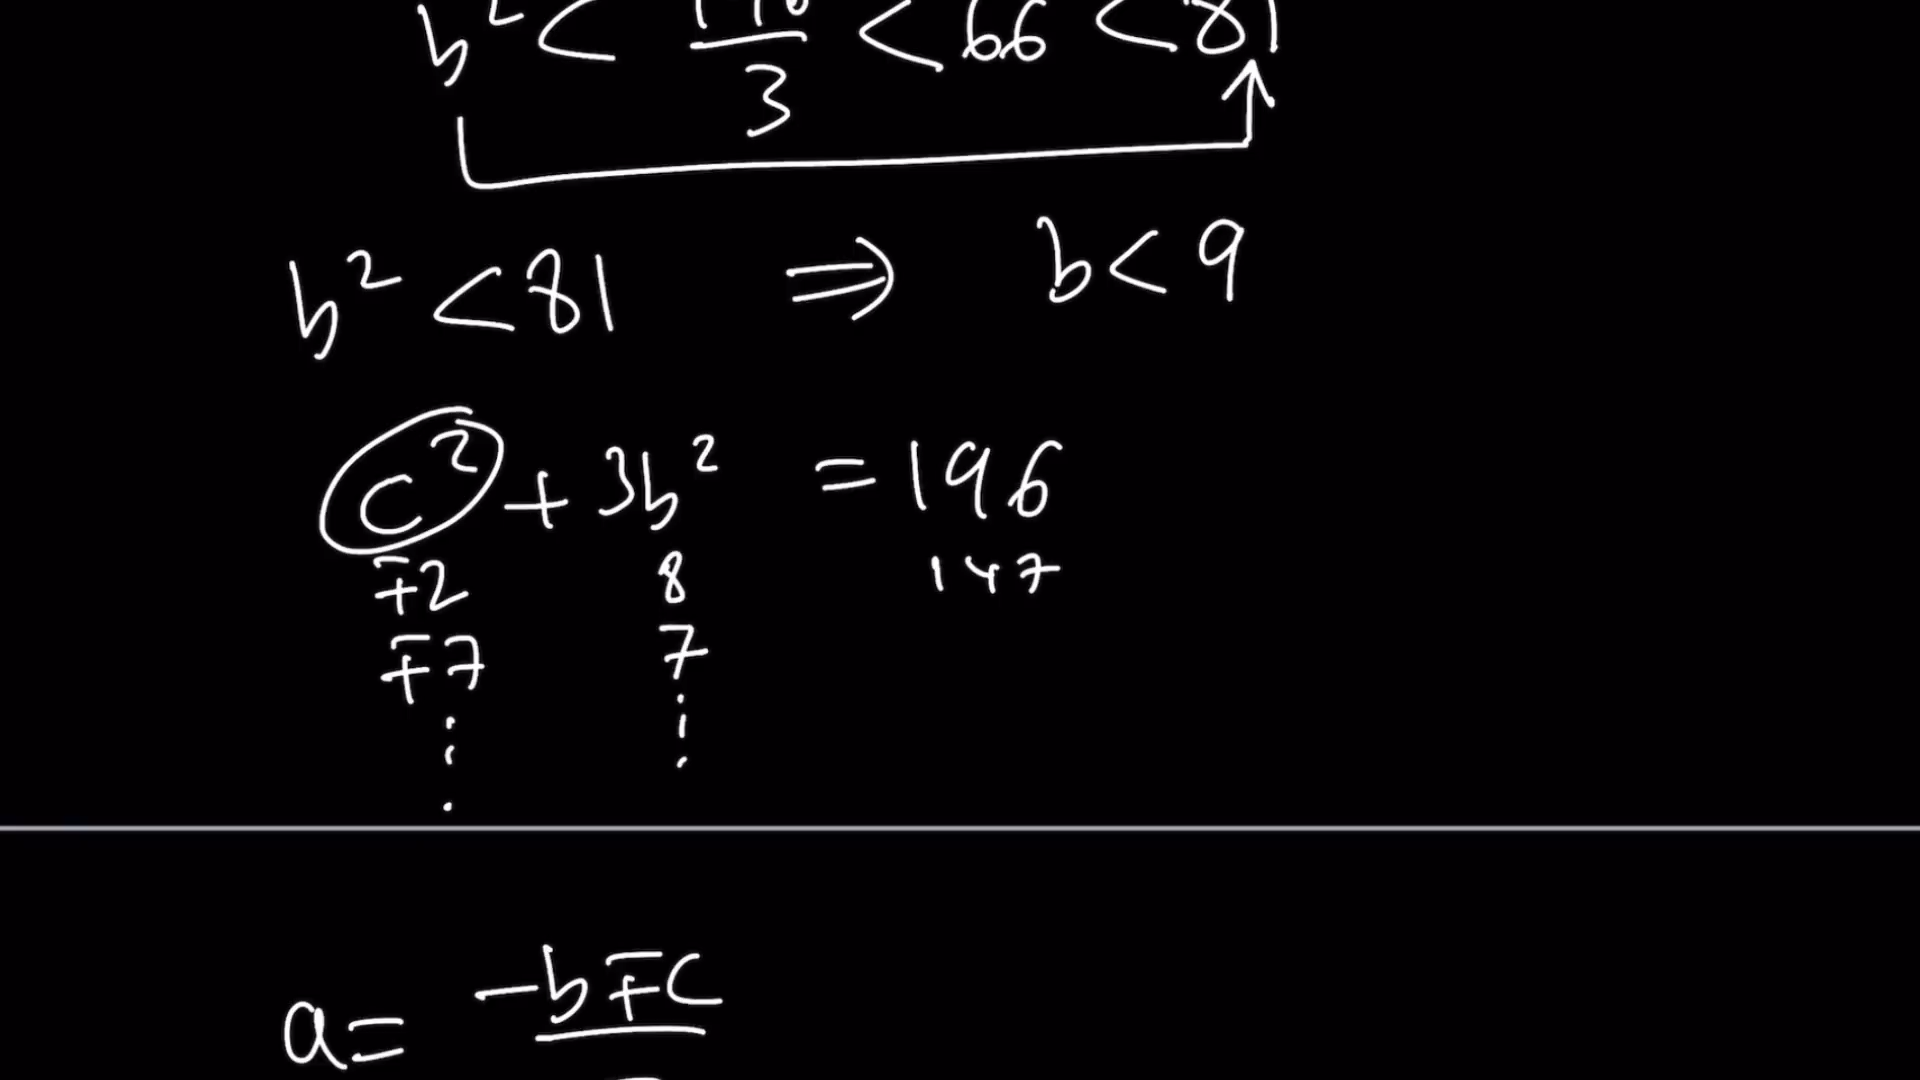 b² < /3 < 66 < 81
b² < 81 ⇒ b < 9
c² + 3b² = 196
∓2 8 147
∓7 7
a = -b∓c